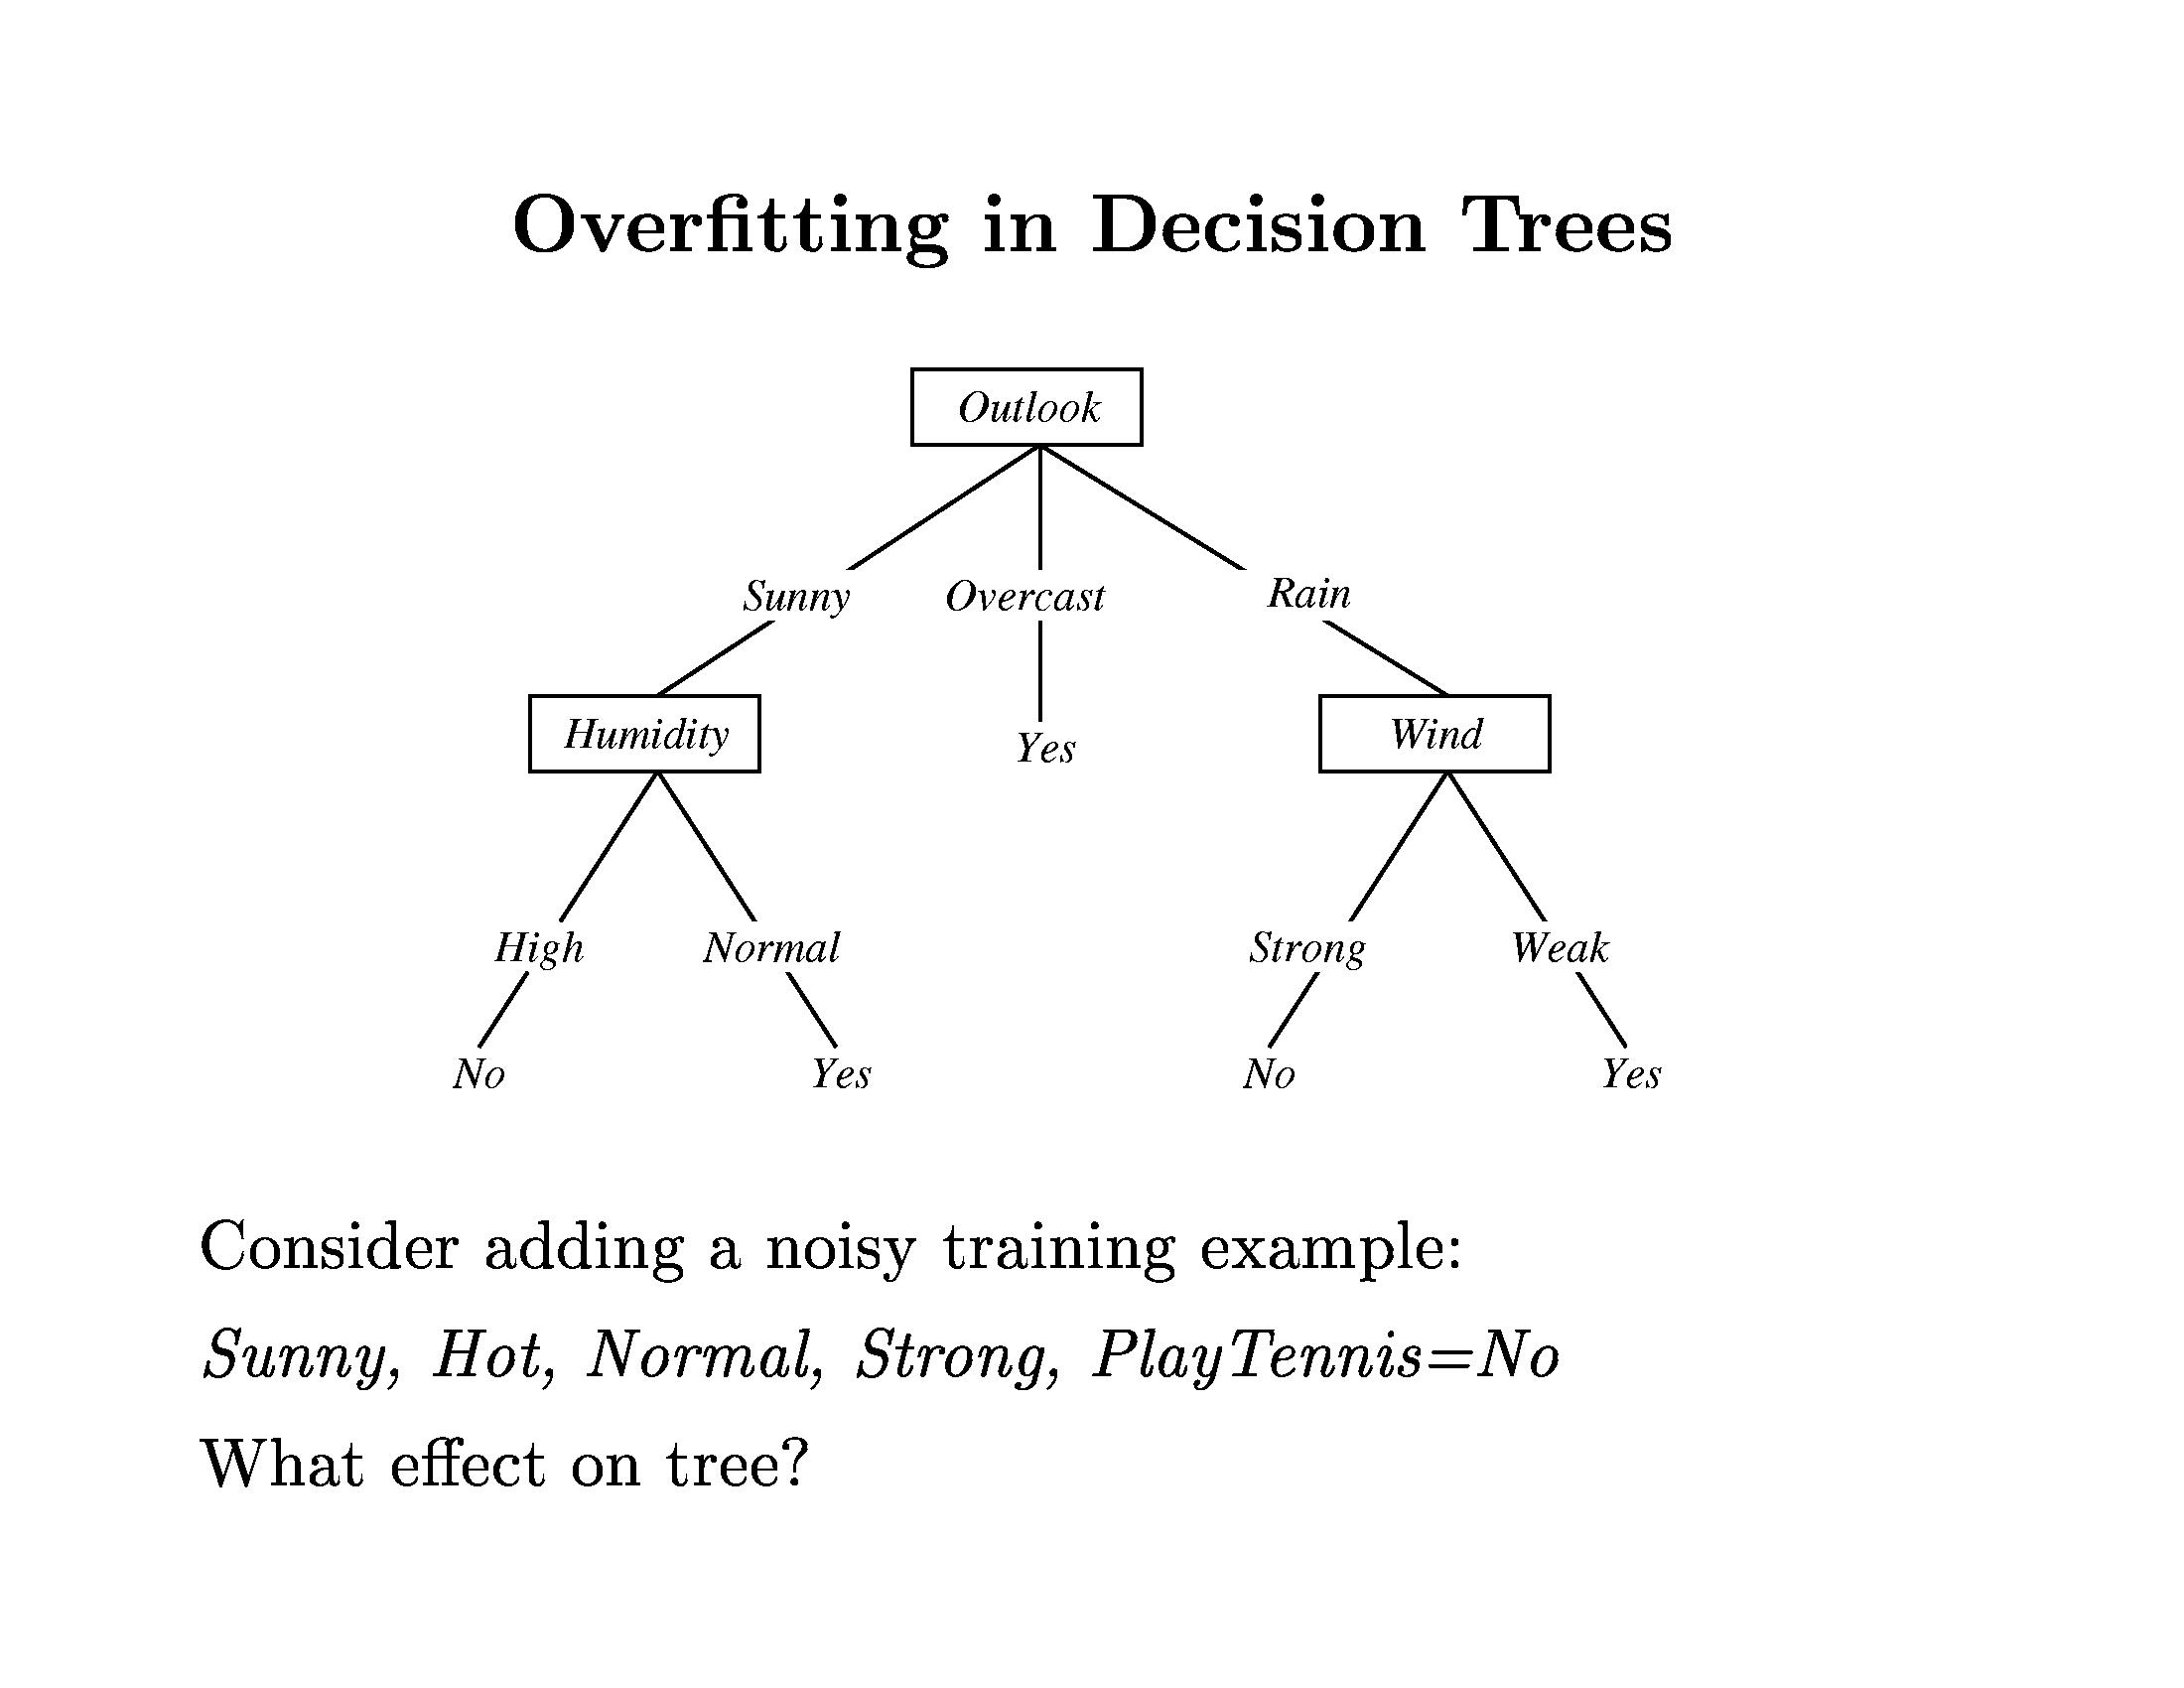 Overfitting in Decision Trees
Outlook
Sunny Overcast Rain
Humidity Yes Wind
High Normal Strong Weak
No Yes No Yes
Consider adding a noisy training example:
Sunny, Hot, Normal, Strong, PlayTennis=No
What effect on tree?